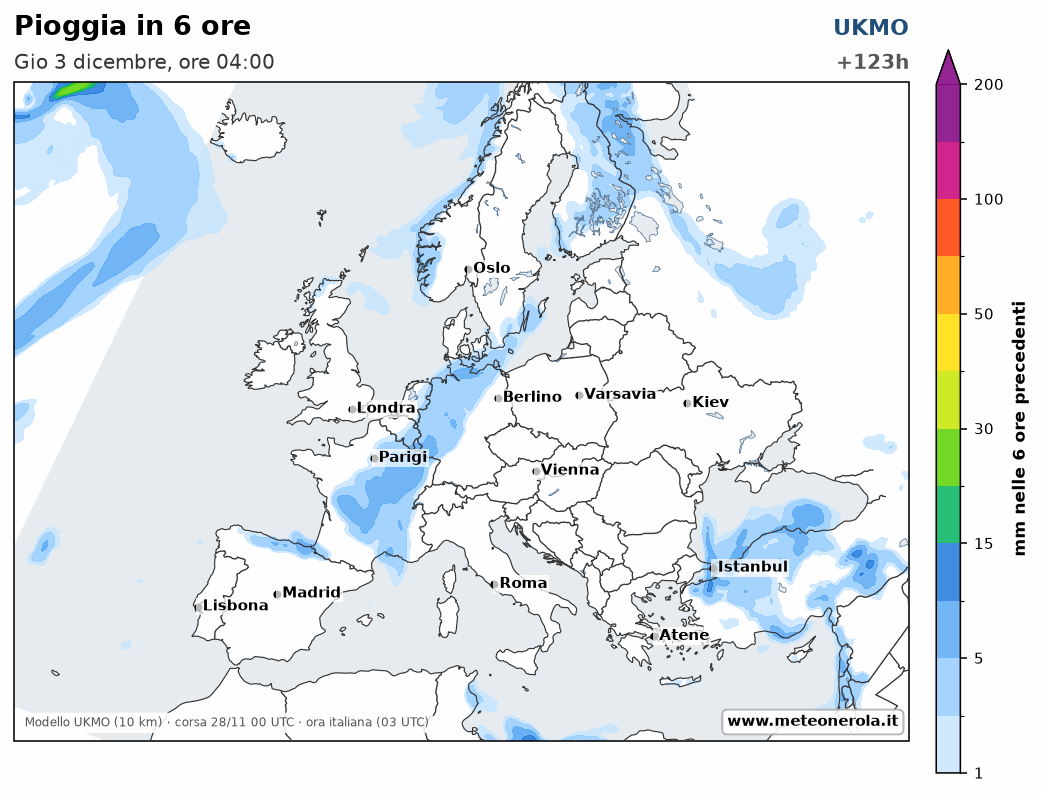 Pioggia in 6 ore
UKMO
Gio 3 dicembre, ore 04:00
+123h
200
100
50
30
15
5
1
mm nelle 6 ore precedenti
Oslo
Londra
Berlino
Varsavia
Kiev
Parigi
Vienna
Istanbul
Madrid
Roma
Lisbona
Atene
Modello UKMO (10 km) · corsa 28/11 00 UTC · ora italiana (03 UTC)
www.meteonerola.it